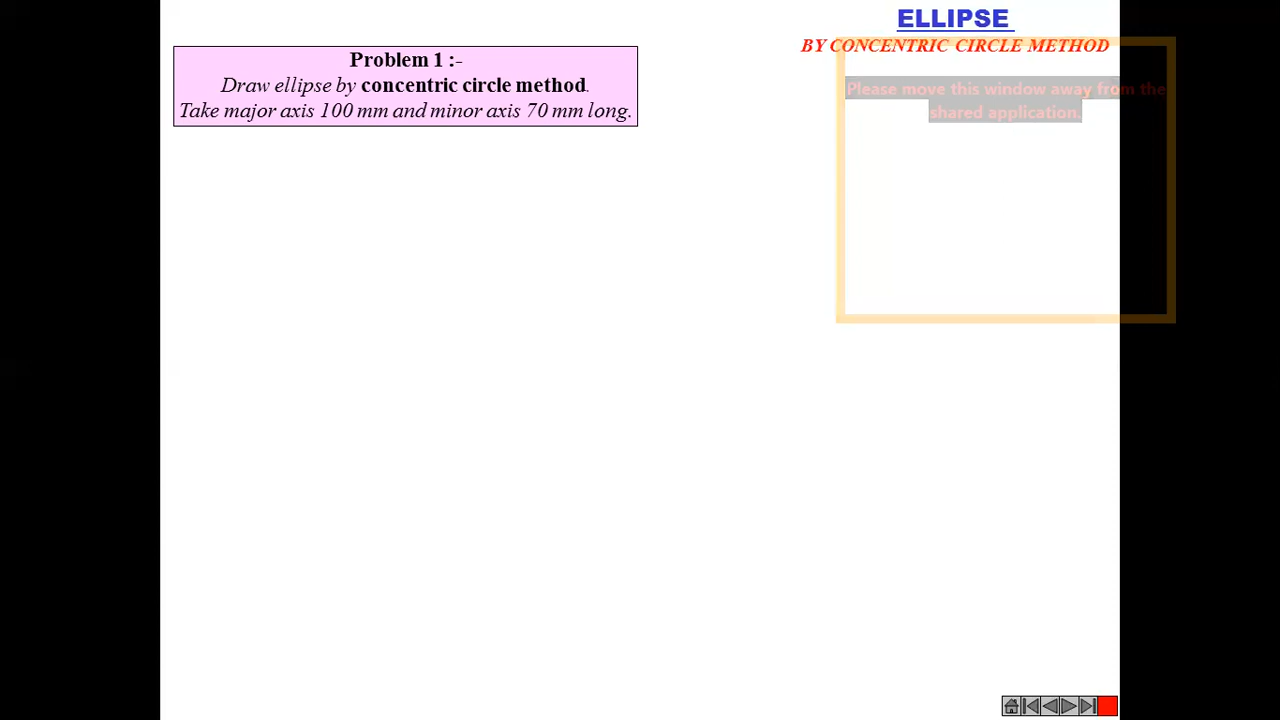 ELLIPSE
BY CONCENTRIC CIRCLE METHOD
Problem 1 :-
Draw ellipse by concentric circle method.
Take major axis 100 mm and minor axis 70 mm long.
Please move this window away from the
shared application.